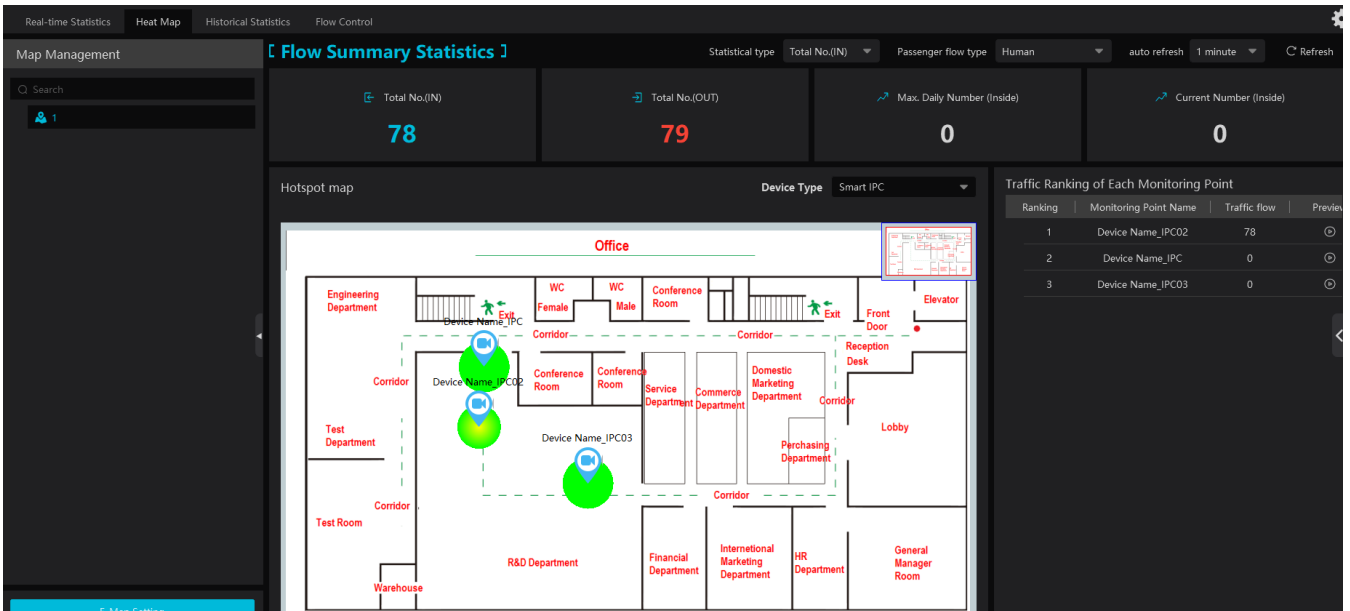 Real-time Statistics Heat Map Historical Statistics Flow Control
Map Management
Search
1
[ Flow Summary Statistics ]
Statistical type Total No.(IN) Passenger flow type Human auto refresh 1 minute Refresh
Total No.(IN)
78
Total No.(OUT)
79
Max. Daily Number (Inside)
0
Current Number (Inside)
0
Hotspot map
Device Type Smart IPC
Office
Engineering
Department
Exit
WC
Female
WC
Male
Conference
Room
Exit
Front
Door
Elevator
Device Name_IPC
Corridor
Corridor
Reception
Desk
Corridor
Device Name_IPC02
Conference
Room
Conference
Room
Service
Department
Commerce
Department
Domestic
Marketing
Department
Corridor
Test
Department
Device Name_IPC03
Perchasing
Department
Lobby
Corridor
Corridor
Test Room
R&D Department
Financial
Department
International
Marketing
Department
HR
Department
General
Manager
Room
Warehouse
Traffic Ranking of Each Monitoring Point
Ranking Monitoring Point Name Traffic flow Preview
1 Device Name_IPC02 78
2 Device Name_IPC 0
3 Device Name_IPC03 0